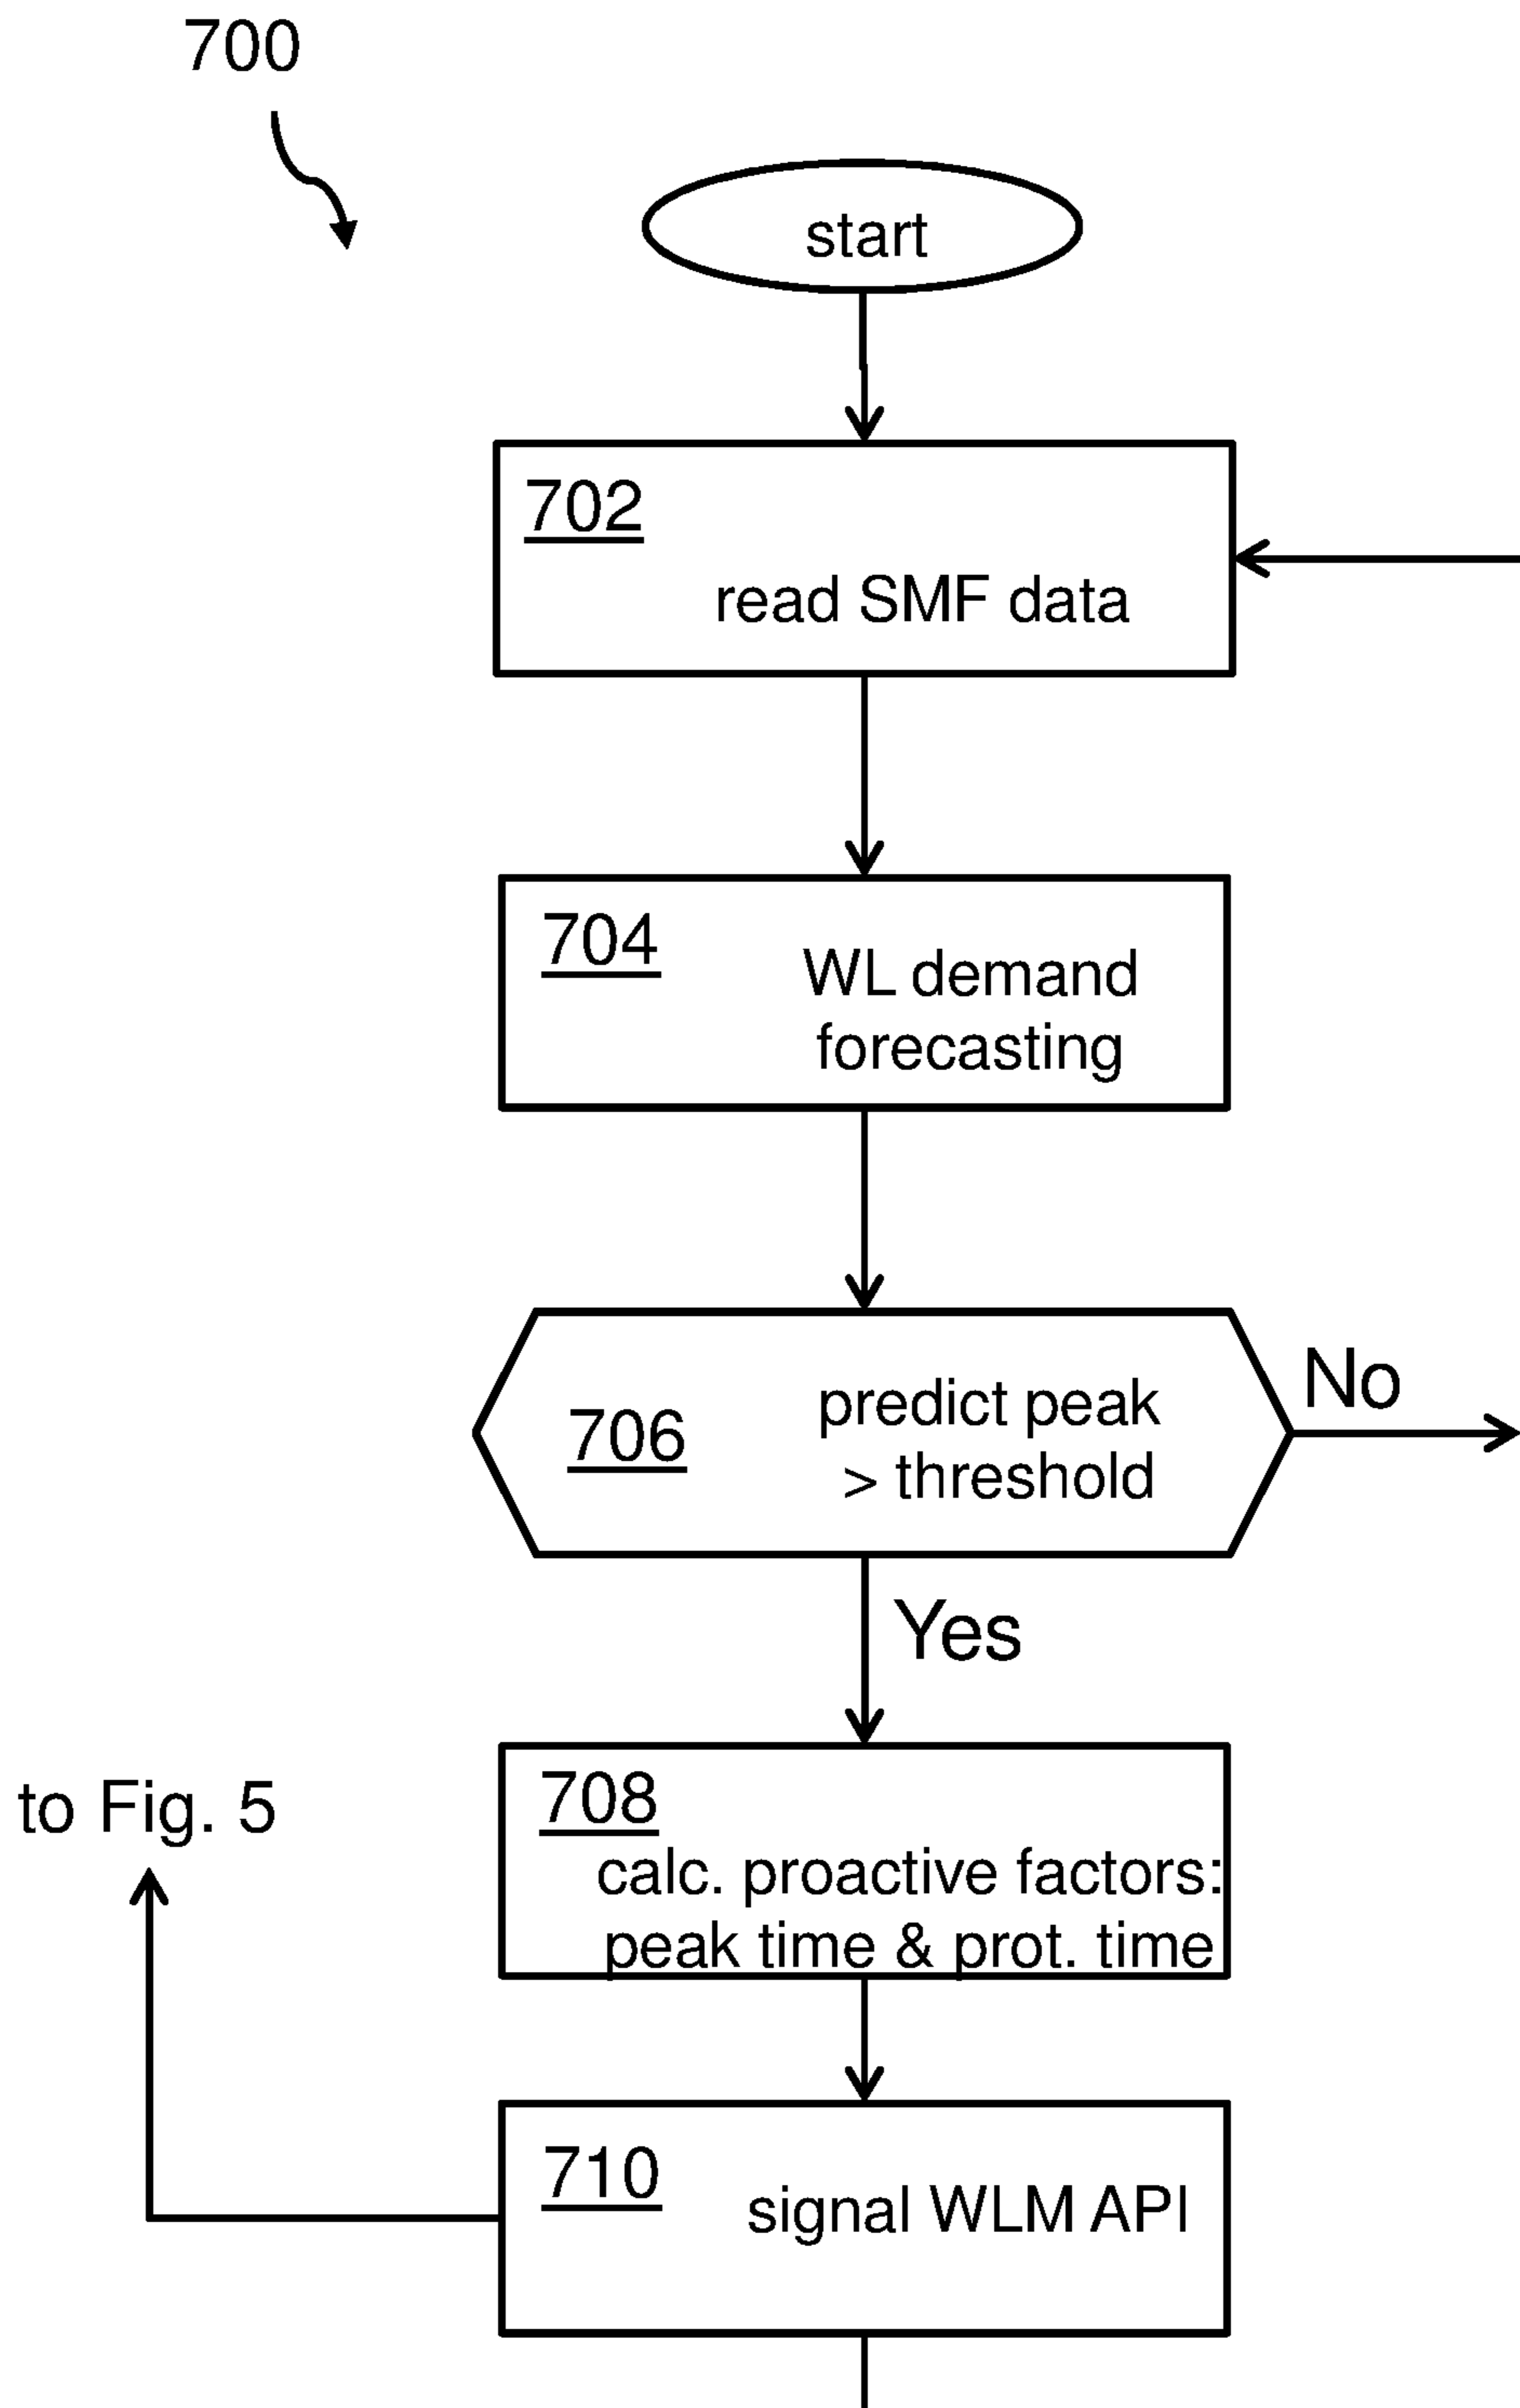 700
start
702
read SMF data
704
WL demand
forecasting
706
predict peak
> threshold
No
Yes
to Fig. 5
708
calc. proactive factors:
peak time & prot. time
710
signal WLM API